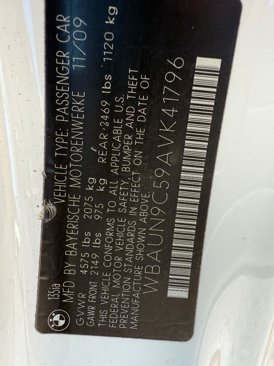 135iA
VEHICLE TYPE: PASSENGER CAR
MFD BY BAYERISCHE MOTORENWERKE 11/09
GVWR 4575 lbs 2075 kg
GAWR FRONT 2149 lbs 975 kg REAR 2469 lbs 1120 kg
THIS VEHICLE CONFORMS TO ALL APPLICABLE U.S.
FEDERAL MOTOR VEHICLE SAFETY, BUMPER AND THEFT
PREVENTION STANDARDS IN EFFECT ON THE DATE OF
MANUFACTURE SHOWN ABOVE.
WBAUN9C59AVK41796